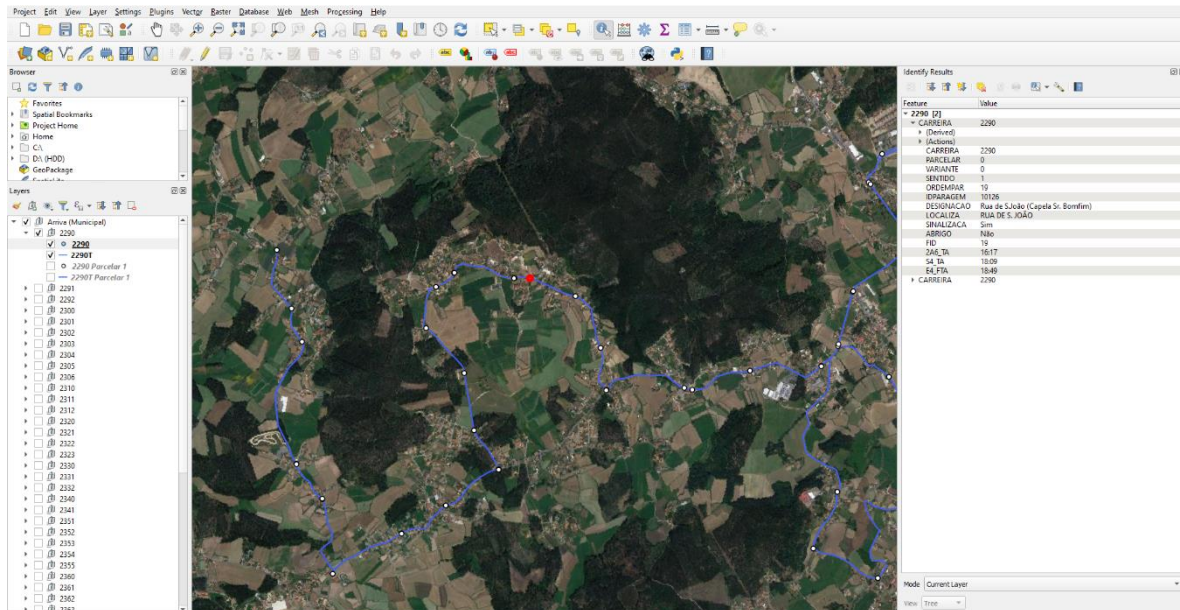 Project Edit View Layer Settings Plugins Vector Raster Database Web Mesh Processing Help
Browser
Favorites
Spatial Bookmarks
Project Home
Home
C:\
D:\ (HDD)
GeoPackage
Layers
Arriva (Municipal)
2290
2290
2290T
2290 Parcelar 1
2290T Parcelar 1
2291
2292
2300
2301
2302
2303
2304
2305
2306
2310
2311
2312
2320
2321
2322
2323
2330
2331
2332
2340
2341
2351
2352
2353
2354
2355
2360
2361
2362
Identify Results
Feature Value
2290 [2]
CARREIRA 2290
(Derived)
(Actions)
CARREIRA 2290
PARCELAR 0
VARIANTE 0
SENTIDO 1
ORDEMPAR 19
IDPARAGEM 10126
DESIGNACAO Rua de S.João (Capela Sr. Bomfim)
LOCALIZA RUA DE S. JOÃO
SINALIZACA Sim
ABRIGO Não
FID 19
2A6_TA 16:17
S4_TA 18:09
E4_FTA 18:49
CARREIRA 2290
Mode Current Layer
View Tree